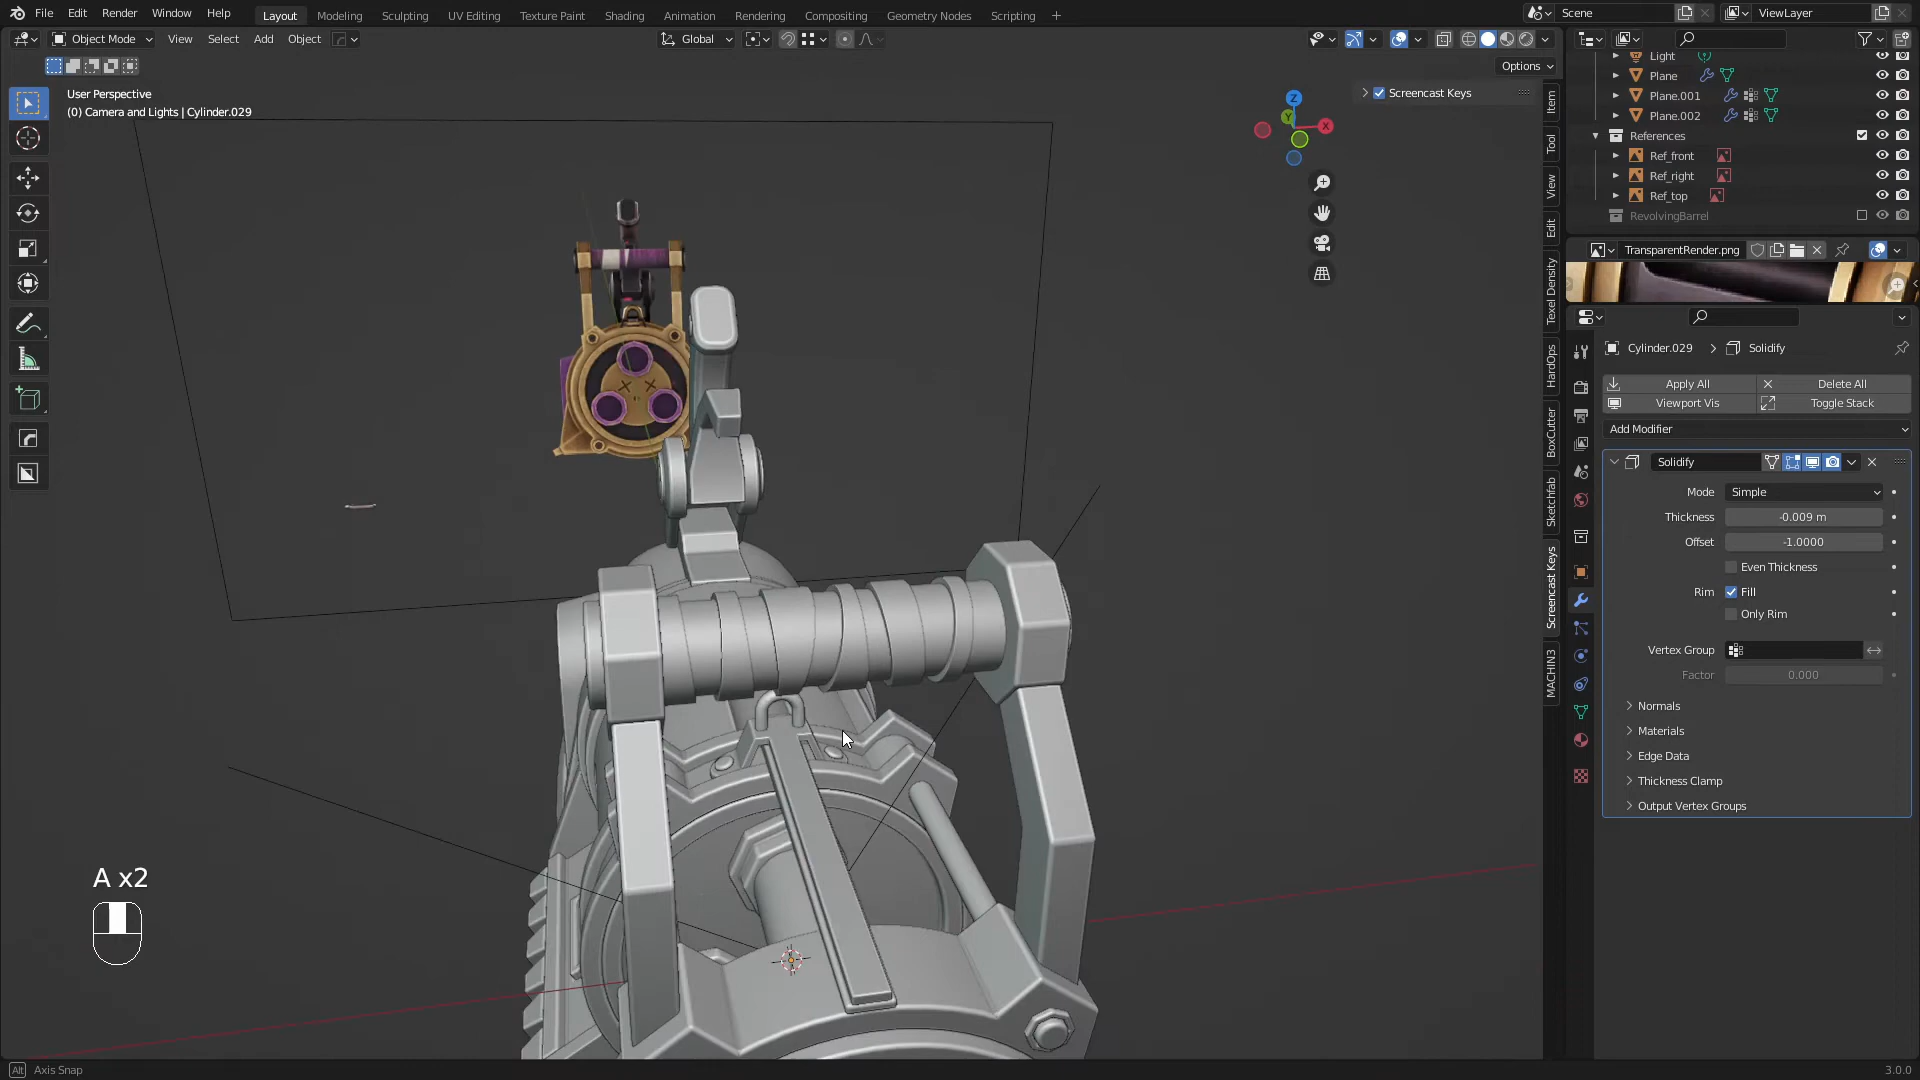 File Edit Render Window Help Layout Modeling Sculpting UV Editing Texture Paint Shading Animation Rendering Compositing Geometry Nodes Scripting + Scene ViewLayer
Object Mode View Select Add Object Global
Options
User Perspective
(0) Camera and Lights | Cylinder.029
Screencast Keys
Z
Y
X
Item
Tool
View
Edit
Texel Density
HardOps
BoxCutter
Sketchfab
Screencast Keys
MACHIN3
Light
Plane
Plane.001
Plane.002
References
Ref_front
Ref_right
Ref_top
RevolvingBarrel
TransparentRender.png
Cylinder.029 Solidify
Apply All Delete All
Viewport Vis Toggle Stack
Add Modifier
Solidify
Mode Simple
Thickness -0.009 m
Offset -1.0000
Even Thickness
Rim Fill
Only Rim
Vertex Group
Factor 0.000
Normals
Materials
Edge Data
Thickness Clamp
Output Vertex Groups
A x2
Alt Axis Snap
3.0.0